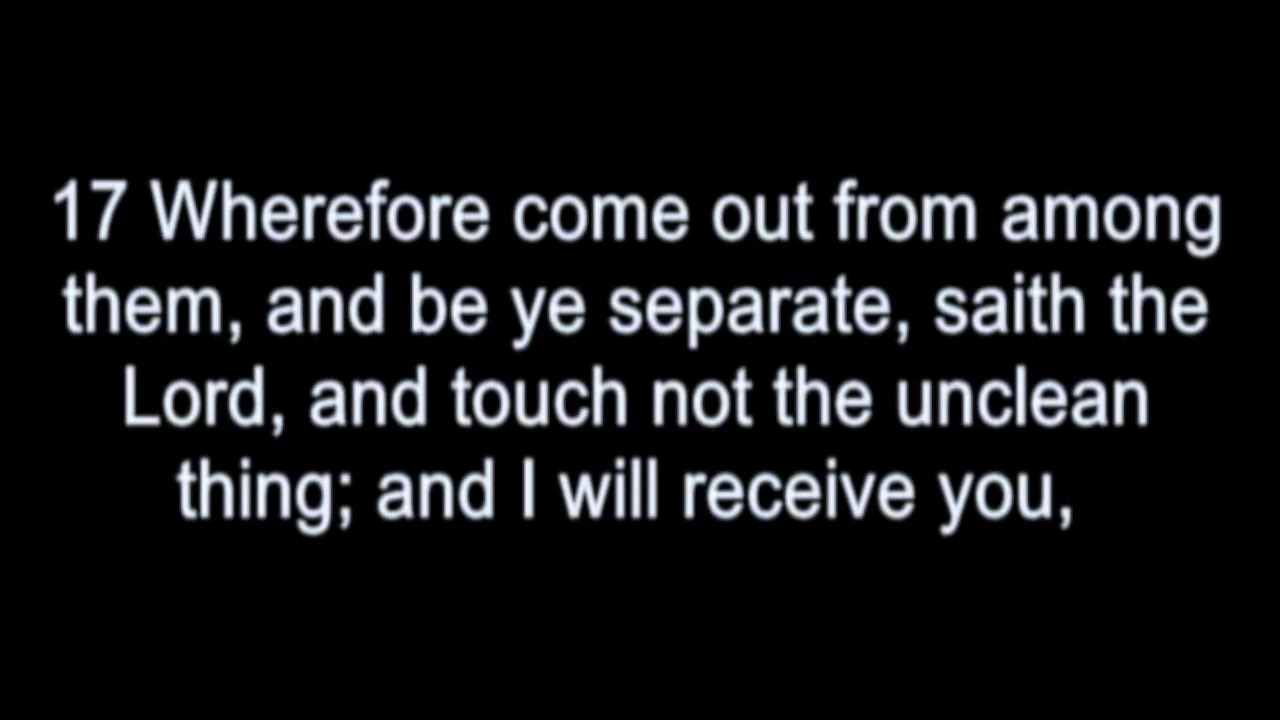 17 Wherefore come out from among
them, and be ye separate, saith the
Lord, and touch not the unclean
thing; and I will receive you,